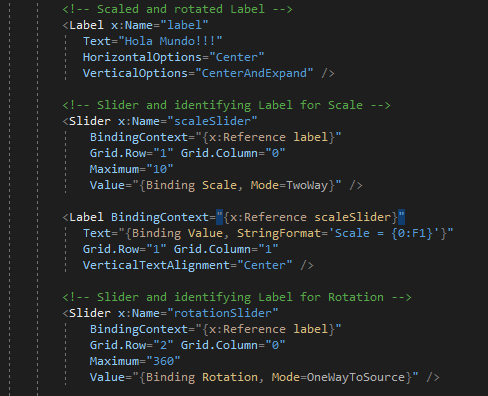 <!-- Scaled and rotated Label -->
<Label x:Name="label"
Text="Hola Mundo!!!"
HorizontalOptions="Center"
VerticalOptions="CenterAndExpand" />
<!-- Slider and identifying Label for Scale -->
<Slider x:Name="scaleSlider"
BindingContext="{x:Reference label}"
Grid.Row="1" Grid.Column="0"
Maximum="10"
Value="{Binding Scale, Mode=TwoWay}" />
<Label BindingContext="{x:Reference scaleSlider}"
Text="{Binding Value, StringFormat='Scale = {0:F1}'}"
Grid.Row="1" Grid.Column="1"
VerticalTextAlignment="Center" />
<!-- Slider and identifying Label for Rotation -->
<Slider x:Name="rotationSlider"
BindingContext="{x:Reference label}"
Grid.Row="2" Grid.Column="0"
Maximum="360"
Value="{Binding Rotation, Mode=OneWayToSource}" />